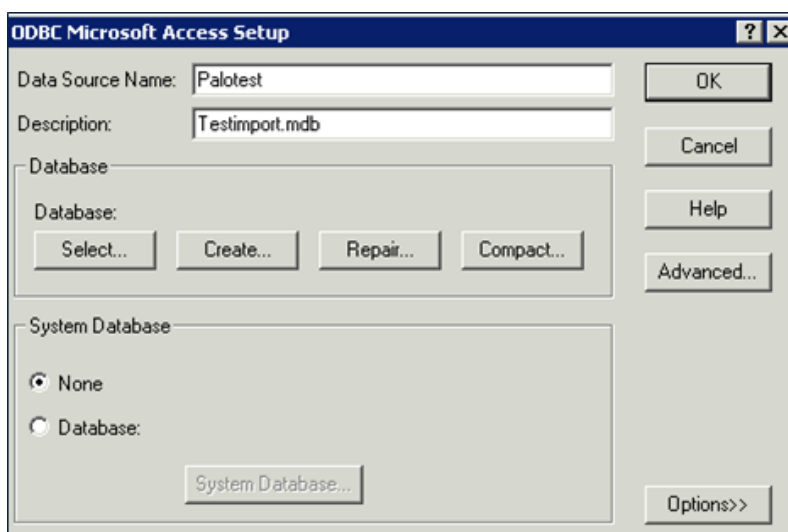 ODBC Microsoft Access Setup
Data Source Name: Palotest
OK
Description: Testimport.mdb
Cancel
Database
Database:
Help
Select... Create... Repair... Compact...
Advanced...
System Database
None
Database:
System Database...
Options>>